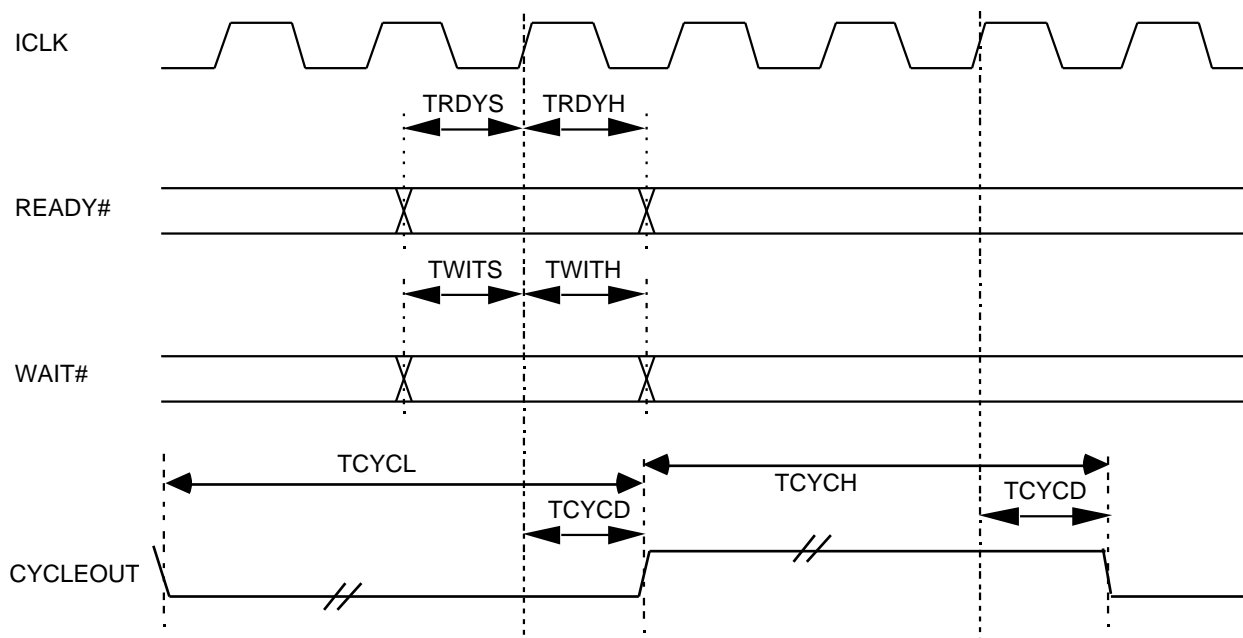 ICLK
TRDYS TRDYH
READY#
TWITS TWITH
WAIT#
TCYCL
TCYCH
TCYCD TCYCD
CYCLEOUT